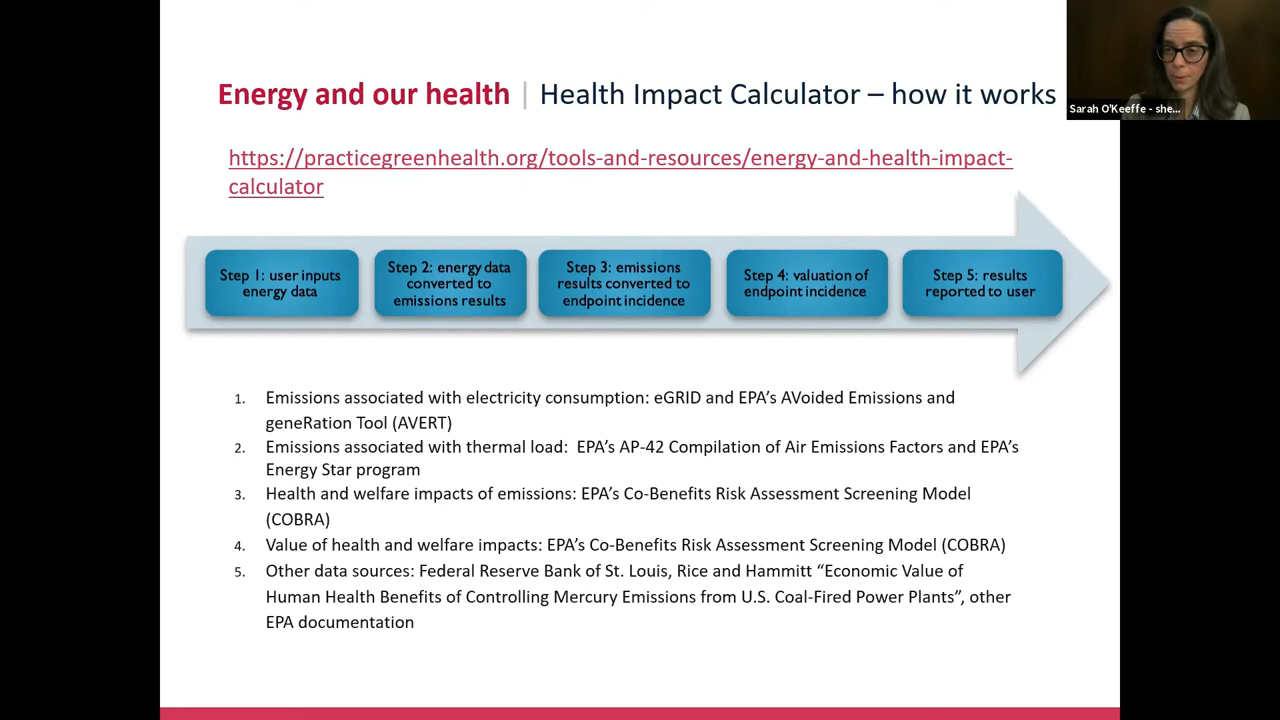 Energy and our health | Health Impact Calculator – how it works
Sarah O'Keeffe - she...
https://practicegreenhealth.org/tools-and-resources/energy-and-health-impact-
calculator
Step 1: user inputs
energy data
Step 2: energy data
converted to
emissions results
Step 3: emissions
results converted to
endpoint incidence
Step 4: valuation of
endpoint incidence
Step 5: results
reported to user
1. Emissions associated with electricity consumption: eGRID and EPA's AVoided Emissions and
geneRation Tool (AVERT)
2. Emissions associated with thermal load:  EPA's AP-42 Compilation of Air Emissions Factors and EPA's
Energy Star program
3. Health and welfare impacts of emissions: EPA's Co-Benefits Risk Assessment Screening Model
(COBRA)
4. Value of health and welfare impacts: EPA's Co-Benefits Risk Assessment Screening Model (COBRA)
5. Other data sources: Federal Reserve Bank of St. Louis, Rice and Hammitt “Economic Value of
Human Health Benefits of Controlling Mercury Emissions from U.S. Coal-Fired Power Plants”, other
EPA documentation